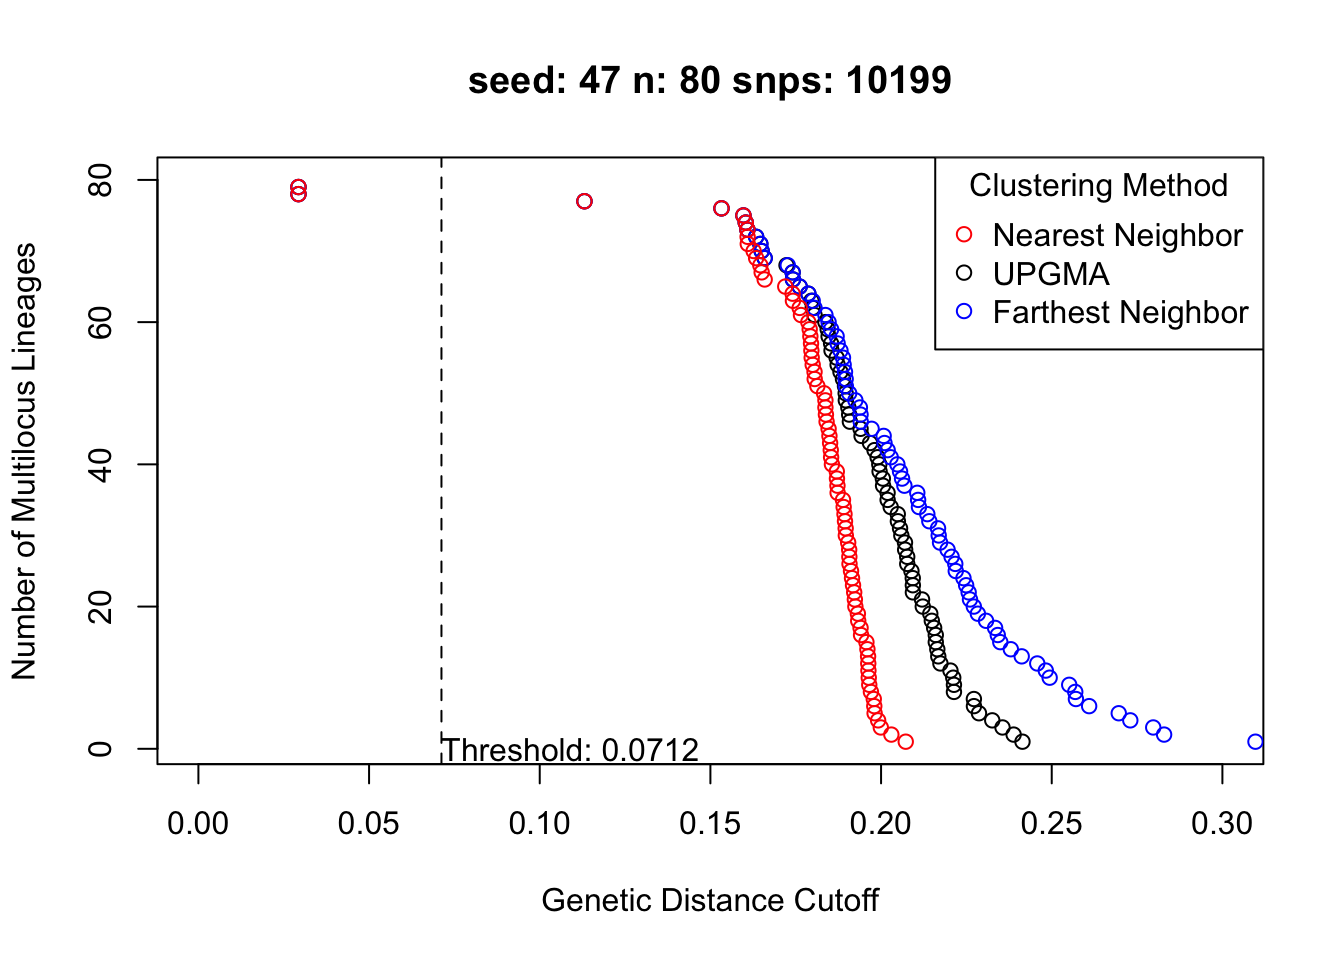 seed: 47 n: 80 snps: 10199
Number of Multilocus Lineages
80
60
40
20
0
Clustering Method
Nearest Neighbor
UPGMA
Farthest Neighbor
Threshold: 0.0712
0.00 0.05 0.10 0.15 0.20 0.25 0.30
Genetic Distance Cutoff